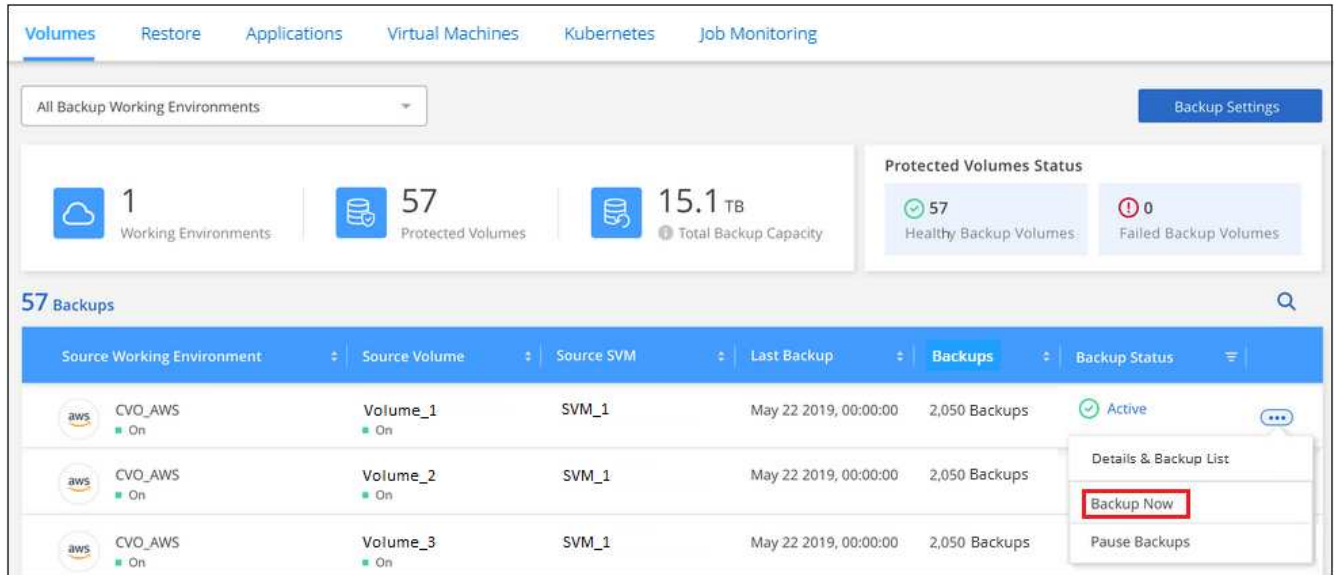 Volumes Restore Applications Virtual Machines Kubernetes Job Monitoring
All Backup Working Environments Backup Settings
Protected Volumes Status
1 57 15.1 TB
Working Environments Protected Volumes Total Backup Capacity
57 0
Healthy Backup Volumes Failed Backup Volumes
57 Backups
Source Working Environment Source Volume Source SVM Last Backup Backups Backup Status
aws CVO_AWS Volume_1 SVM_1 May 22 2019, 00:00:00 2,050 Backups Active
On On
Details & Backup List
aws CVO_AWS Volume_2 SVM_1 May 22 2019, 00:00:00 2,050 Backups
On On
Backup Now
aws CVO_AWS Volume_3 SVM_1 May 22 2019, 00:00:00 2,050 Backups Pause Backups
On On